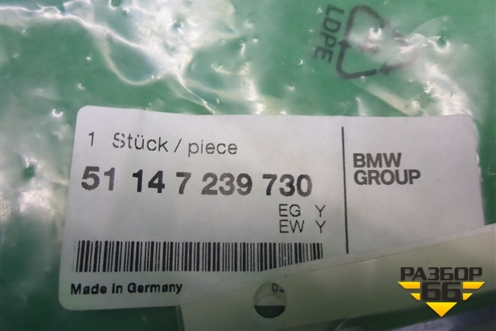 LDPE
1 Stück / piece
51 14 7 239 730
BMW
GROUP
EG Y
EW Y
Made In Germany
РАЗБОР
66